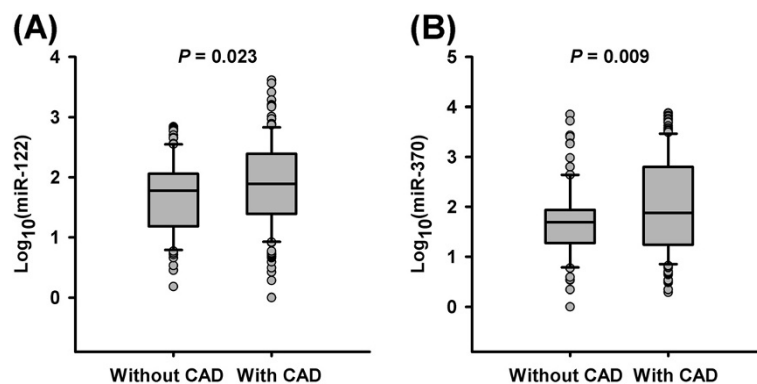 (A)
P = 0.023
Log10(miR-122)
4
3
2
1
0
Without CAD With CAD
(B)
P = 0.009
Log10(miR-370)
5
4
3
2
1
0
Without CAD With CAD